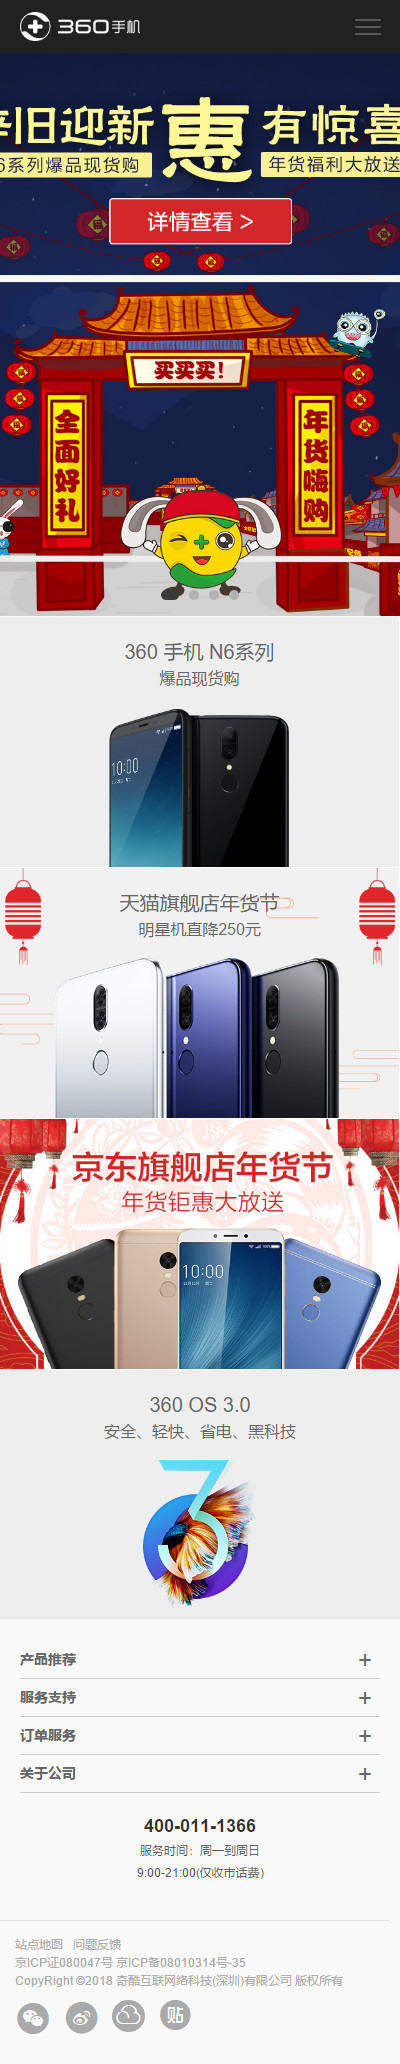 360手机
辞旧迎新 惠 有惊喜
N6系列爆品现货购 年货福利大放送
详情查看 >
买买买!
全面好礼
年货嗨购
360 手机 N6系列
爆品现货购
10:00
天猫旗舰店年货节
明星机直降250元
京东旗舰店年货节
年货钜惠大放送
10:00
360 OS 3.0
安全、轻快、省电、黑科技
3
产品推荐 +
服务支持 +
订单服务 +
关于公司 +
400-011-1366
服务时间：周一到周日
9:00-21:00(仅收市话费)
站点地图 问题反馈
京ICP证080047号 京ICP备08010314号-35
CopyRight ©2018 奇酷互联网络科技(深圳)有限公司 版权所有
贴